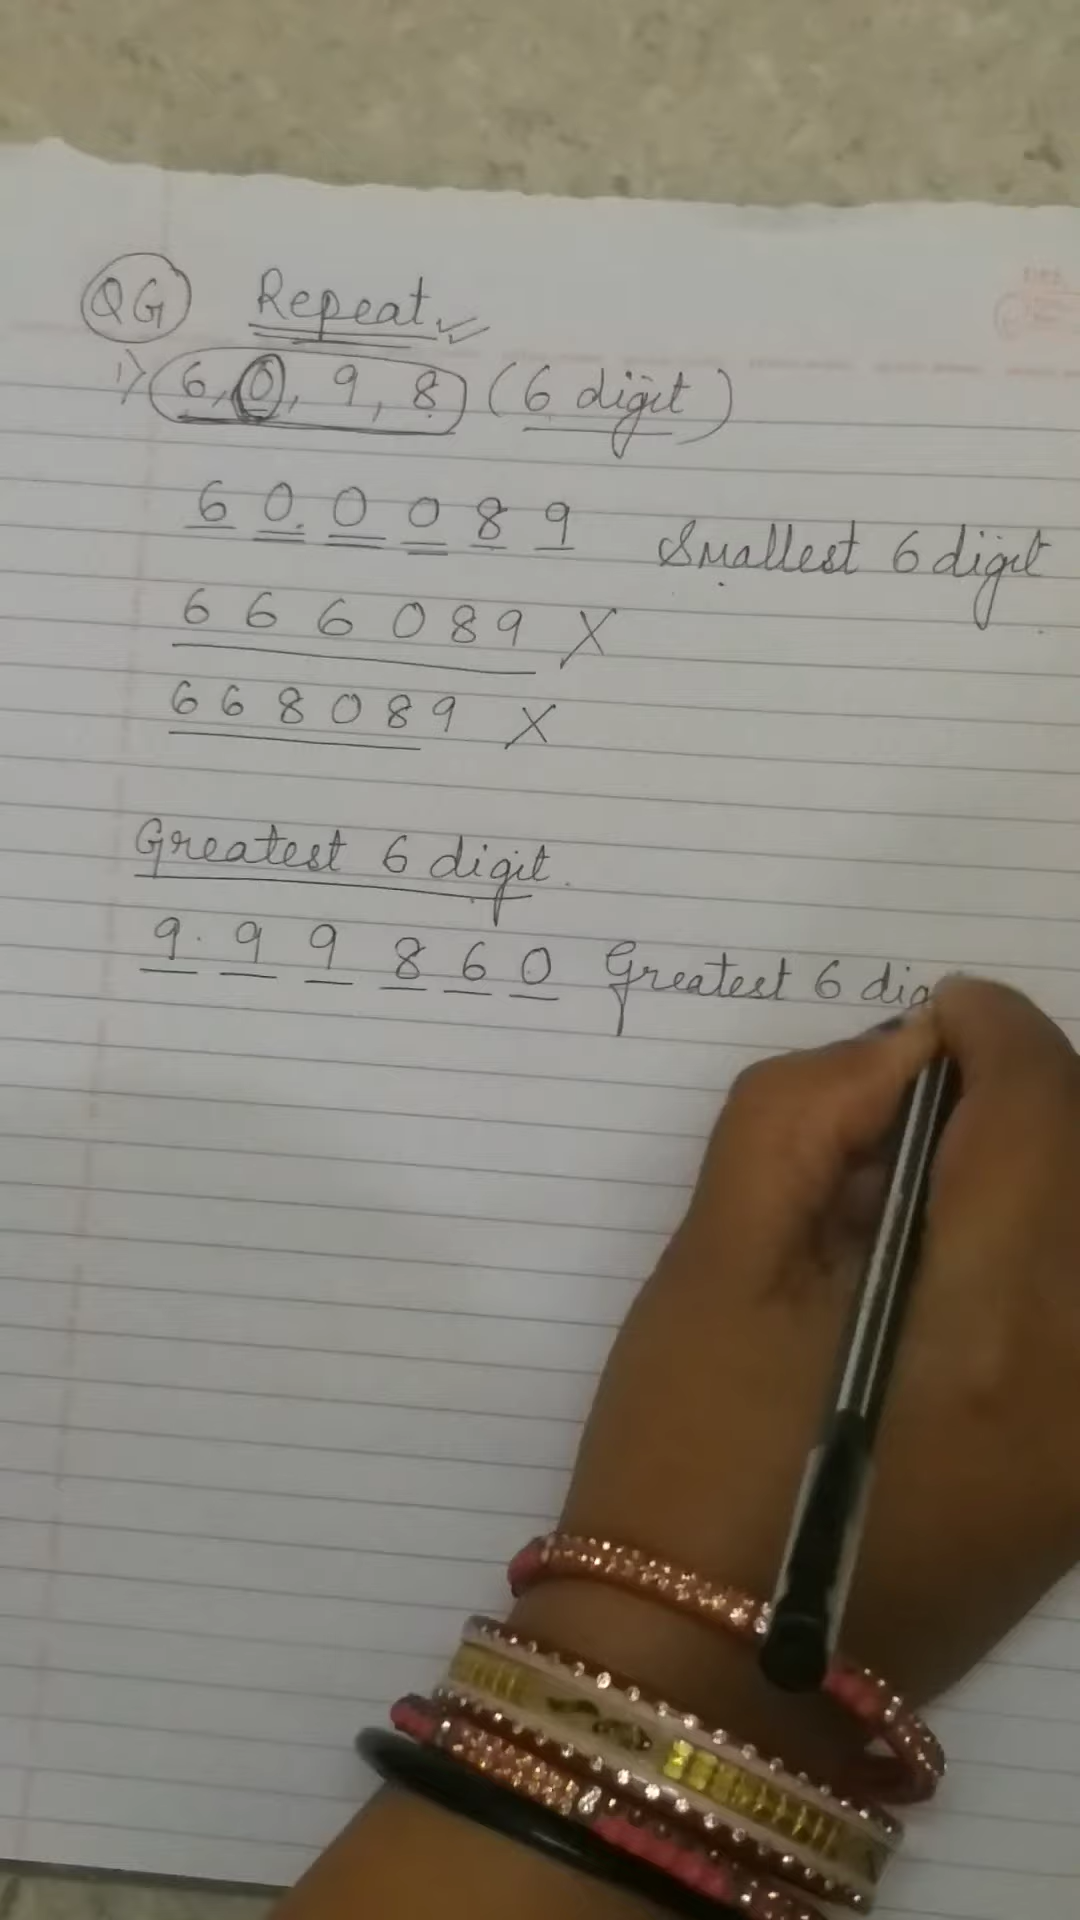 QG Repeat
1) 6, 0, 9, 8 (6 digit)
6 0 0 0 8 9 Smallest 6 digit
6 6 6 0 8 9 X
6 6 8 0 8 9 X
Greatest 6 digit.
9 9 9 8 6 0 Greatest 6 dig